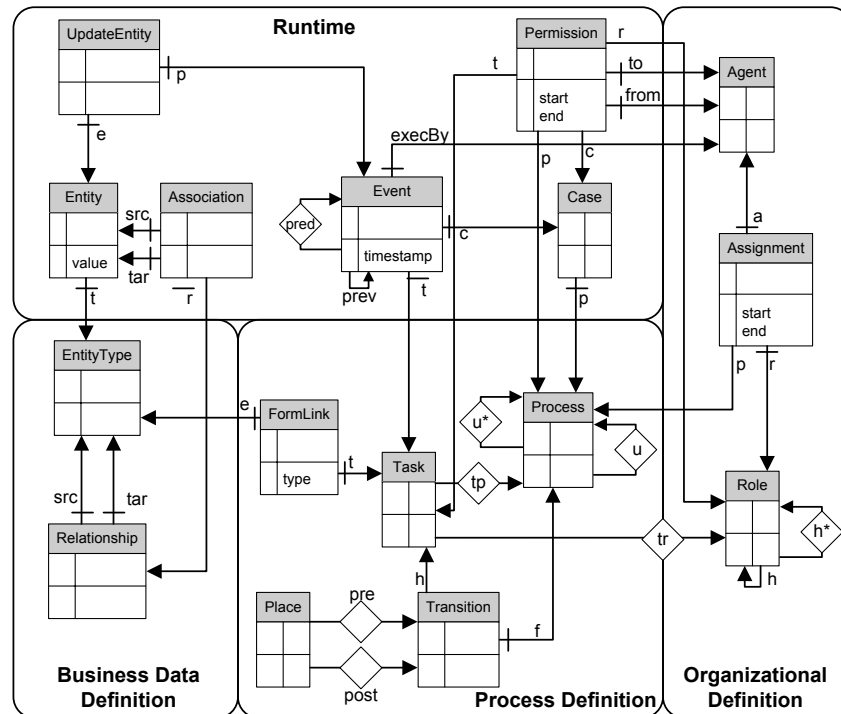 UpdateEntity
Runtime
Permission
r
p
t
to
Agent
start
end
from
e
execBy
p
c
Entity
Association
Event
Case
src
pred
value
tar
c
timestamp
a
Assignment
t
r
prev
t
p
start
end
EntityType
p
r
e
FormLink
Process
u*
u
type
t
Task
tp
Role
src
tar
Relationship
tr
h*
h
h
Place
pre
Transition
f
post
Business Data
Definition
Process Definition
Organizational
Definition